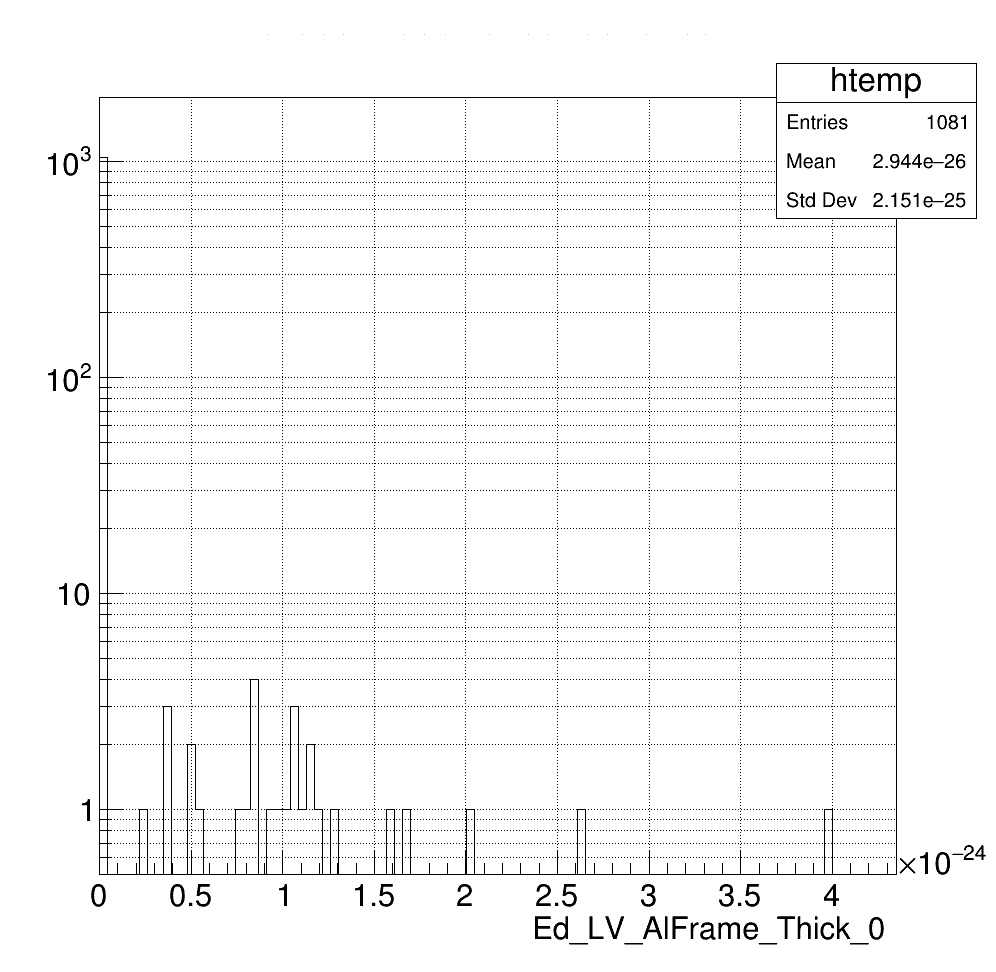 htemp
Entries 1081
Mean 2.944e−26
Std Dev 2.151e−25
10³
10²
10
1
0 0.5 1 1.5 2 2.5 3 3.5 4
×10⁻²⁴
Ed_LV_AlFrame_Thick_0